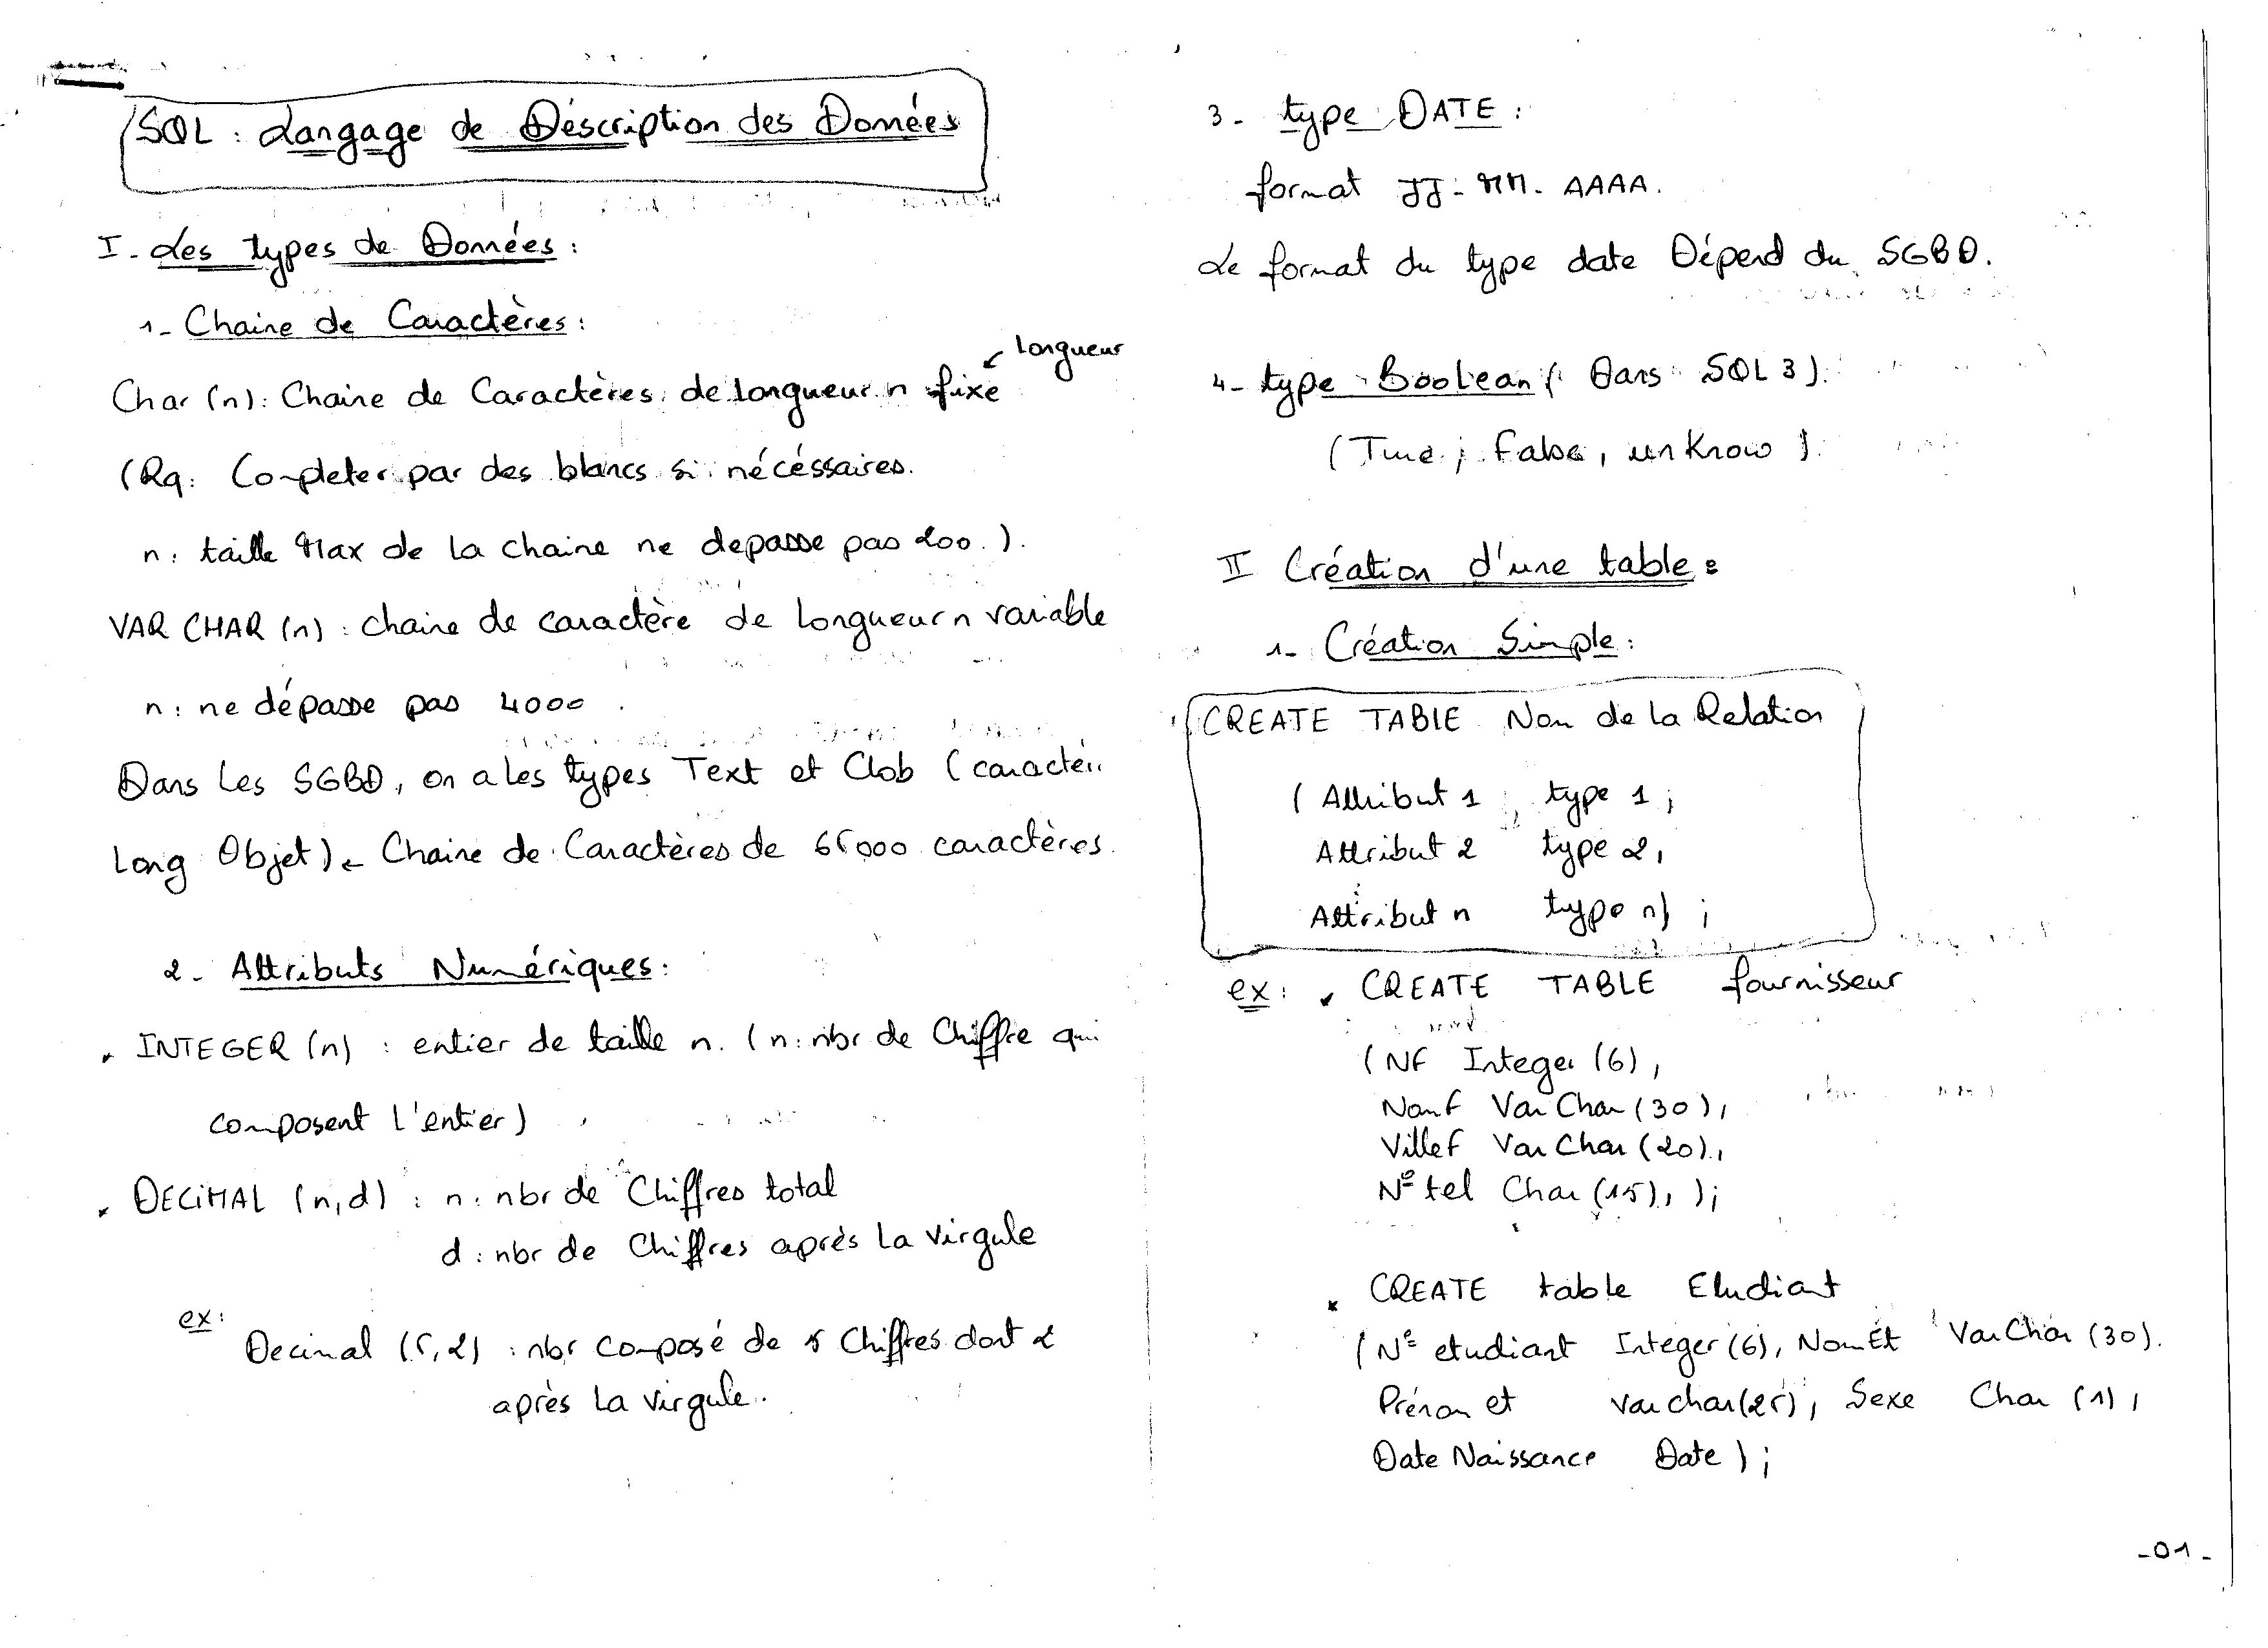 SQL : Langage de Déscription des Données
I - Les types de Données :
1- Chaine de Caractères :
Longueur
Char (n) : Chaine de Caractères de longueur n fixe
(Rq : Completer par des blancs si nécéssaires.
n : taille Max de la chaine ne depasse pas 200.).
VAR CHAR (n) : chaine de caractère de longueur n variable
n : ne dépasse pas 4000.
Dans les SGBD, on a les types Text et Clob (caractèr
Long Objet) ← Chaine de Caractères de 65000 caractères.
2 - Attributs Numériques :
* INTEGER (n) : entier de taille n. (n : nbr de Chiffre qui
composent l'entier)
* DECIMAL (n,d) : n : nbr de Chiffres total
d : nbr de Chiffres après la virgule
ex :
Decimal (5,2) : nbr composé de 5 Chiffres dont 2
après la virgule.
3 - type DATE :
format JJ - MM - AAAA.
Le format du type date Dépend du SGBD.
4 - type Boolean (Dans SQL 3).
(True ; False, unKnow ).
II Création d'une table :
1- Création Simple :
CREATE TABLE Nom de la Relation
( Attribut 1 type 1 ;
Attribut 2 type 2,
Attribut n type n) ;
ex : * CREATE TABLE fournisseur
( NF Integer (6),
NomF VarChar (30),
VilleF VarChar (20),
N° tel Char (15), );
* CREATE table Etudiant
(N° etudiant Integer (6), NomEt VarChar (30).
Prénom et Varchar(25), Sexe Char (1),
Date Naissance Date ) ;
-01-